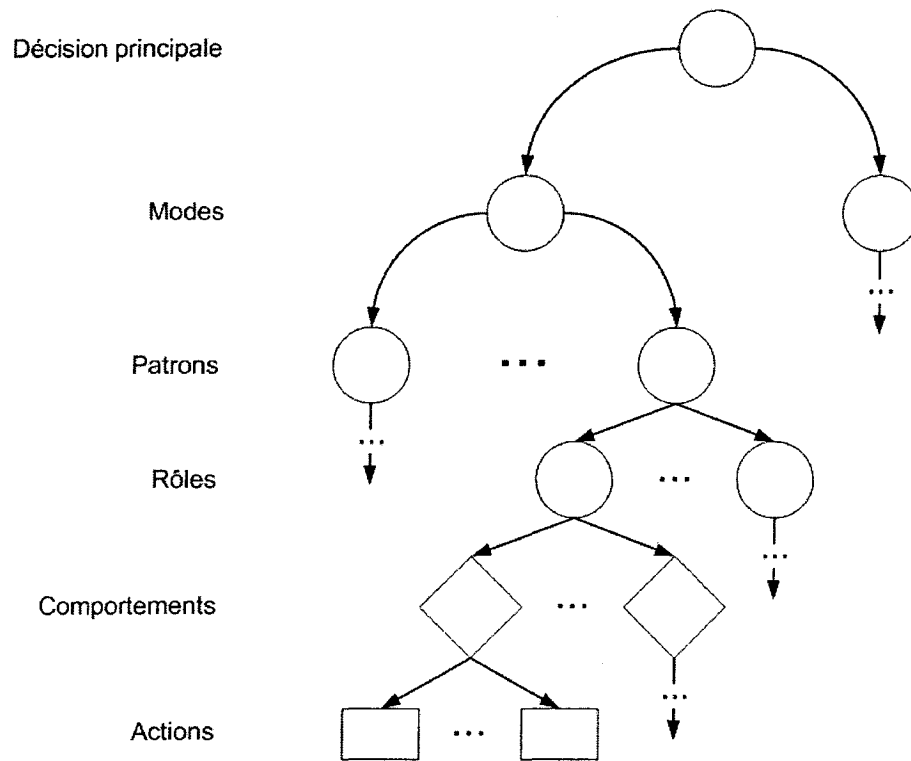 Décision principale
Modes
...
Patrons
...
...
Rôles
...
...
Comportements
...
...
Actions
...